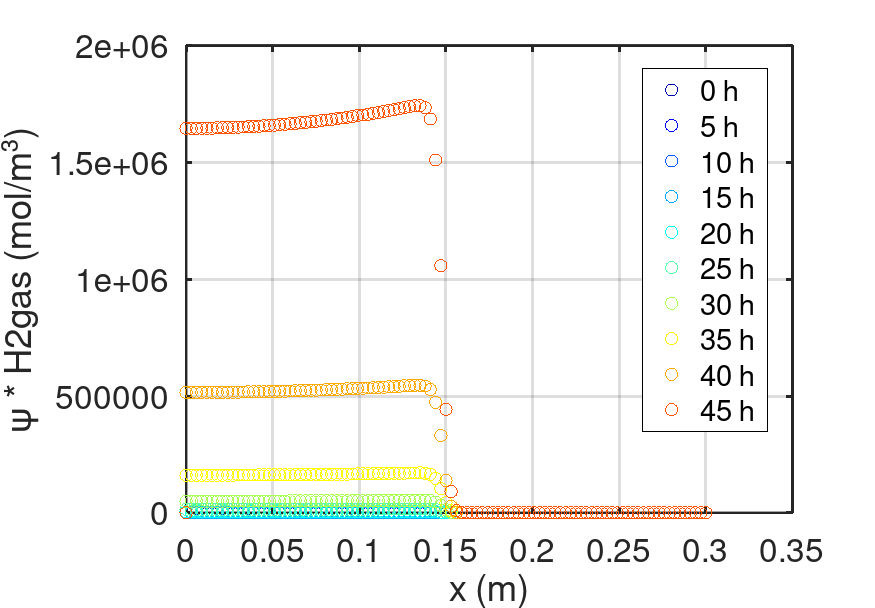 2e+06
1.5e+06
1e+06
500000
0
0
0.05
0.1
0.15
0.2
0.25
0.3
0.35
x (m)
ψ * H2gas (mol/m³)
0 h
5 h
10 h
15 h
20 h
25 h
30 h
35 h
40 h
45 h